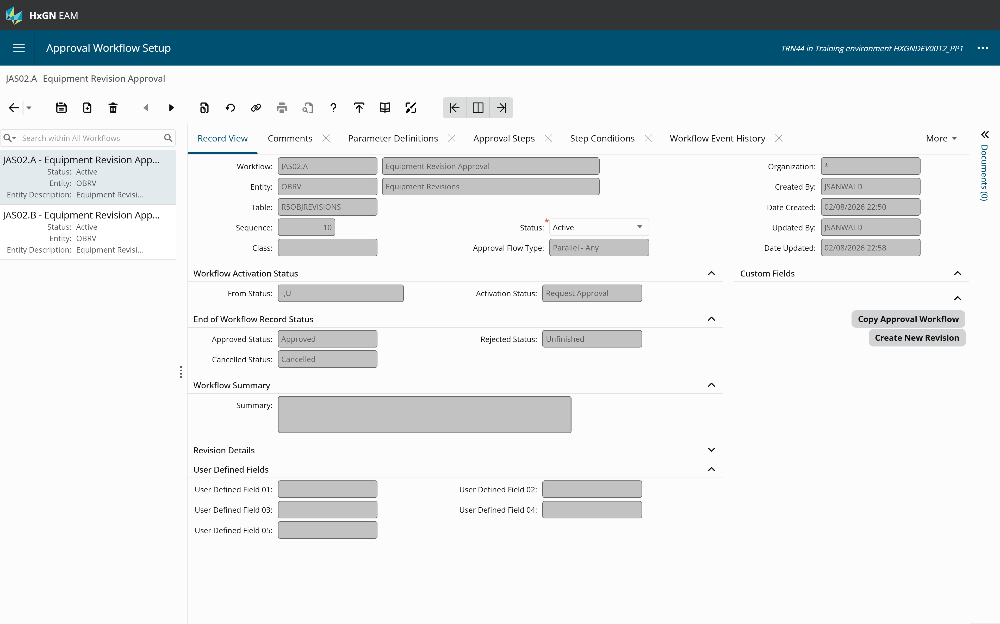 HxGN EAM
Approval Workflow Setup
TRN44 in Training environment HXGNDEV0012_PP1
JAS02.A Equipment Revision Approval
Search within All Workflows
JAS02.A - Equipment Revision App...
Status: Active
Entity: OBRV
Entity Description: Equipment Revisi...
JAS02.B - Equipment Revision App...
Status: Active
Entity: OBRV
Entity Description: Equipment Revisi...
Record View Comments Parameter Definitions Approval Steps Step Conditions Workflow Event History More
Workflow: JAS02.A Equipment Revision Approval Organization: *
Entity: OBRV Equipment Revisions Created By: JSANWALD
Table: R5OBJREVISIONS Date Created: 02/08/2026 22:50
Sequence: 10 Status: * Active Updated By: JSANWALD
Class: Approval Flow Type: Parallel - Any Date Updated: 02/08/2026 22:58
Workflow Activation Status
From Status: -,U Activation Status: Request Approval
End of Workflow Record Status
Approved Status: Approved Rejected Status: Unfinished
Cancelled Status: Cancelled
Workflow Summary
Summary:
Revision Details
User Defined Fields
User Defined Field 01: User Defined Field 02:
User Defined Field 03: User Defined Field 04:
User Defined Field 05:
Custom Fields
Copy Approval Workflow
Create New Revision
Documents (0)